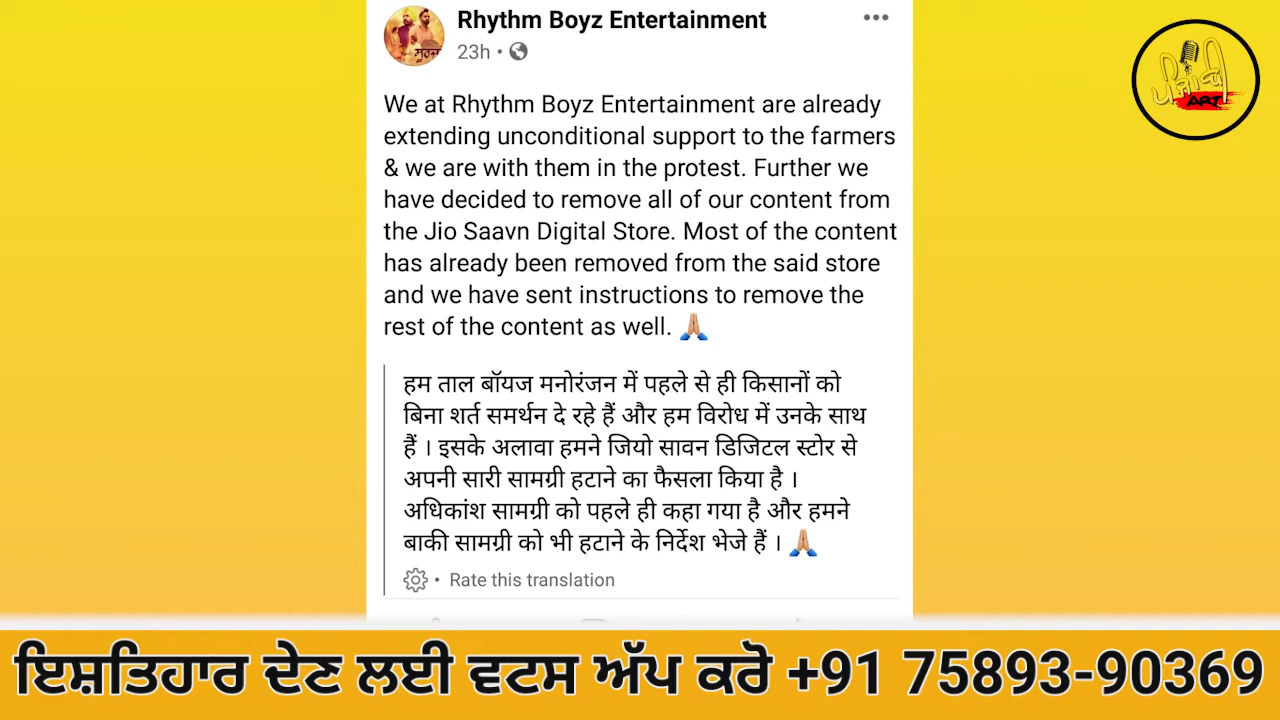 Rhythm Boyz Entertainment
23h •
We at Rhythm Boyz Entertainment are already
extending unconditional support to the farmers
& we are with them in the protest. Further we
have decided to remove all of our content from
the Jio Saavn Digital Store. Most of the content
has already been removed from the said store
and we have sent instructions to remove the
rest of the content as well. 🙏
हम ताल बॉयज मनोरंजन में पहले से ही किसानों को
बिना शर्त समर्थन दे रहे हैं और हम विरोध में उनके साथ
हैं । इसके अलावा हमने जियो सावन डिजिटल स्टोर से
अपनी सारी सामग्री हटाने का फैसला किया है ।
अधिकांश सामग्री को पहले ही कहा गया है और हमने
बाकी सामग्री को भी हटाने के निर्देश भेजे हैं । 🙏
• Rate this translation
ਪੰਜਾਬੀ
ART
ਇਸ਼ਤਿਹਾਰ ਦੇਣ ਲਈ ਵਟਸ ਅੱਪ ਕਰੋ +91 75893-90369